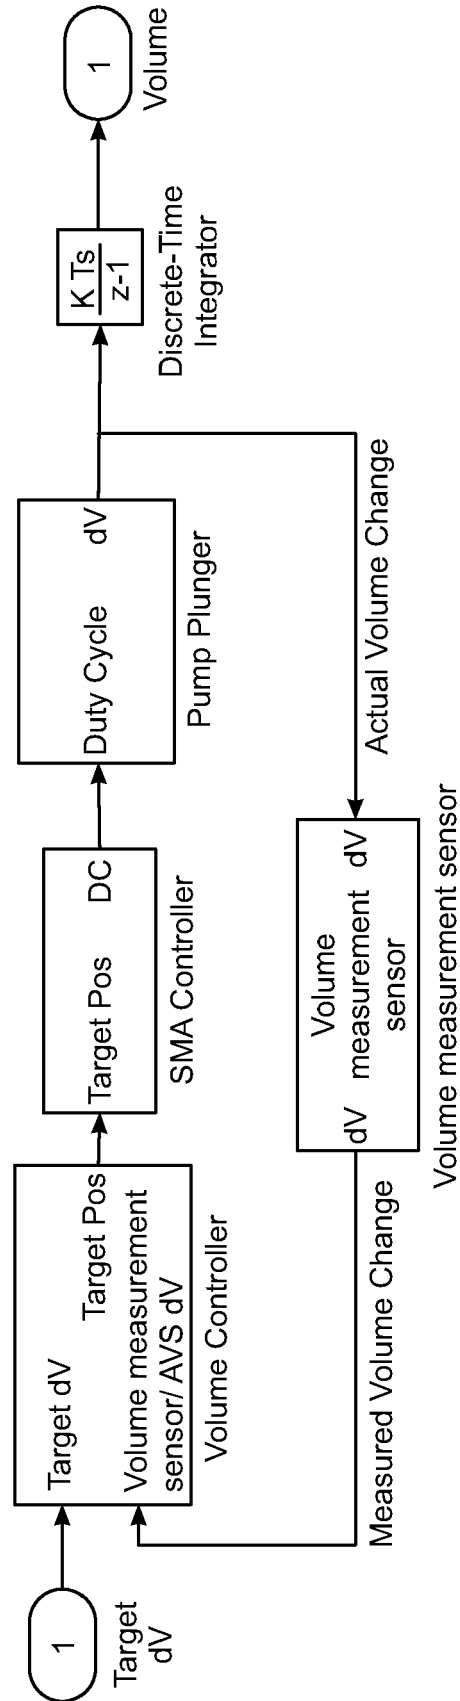 1
Target
dV
Target dV
Target Pos
Volume measurement
sensor/ AVS dV
Volume Controller
Target Pos
DC
SMA Controller
Duty Cycle
dV
Pump Plunger
K Ts
z-1
Discrete-Time
Integrator
1
Volume
Measured Volume Change
dV
Volume
measurement
sensor
dV
Volume measurement sensor
Actual Volume Change